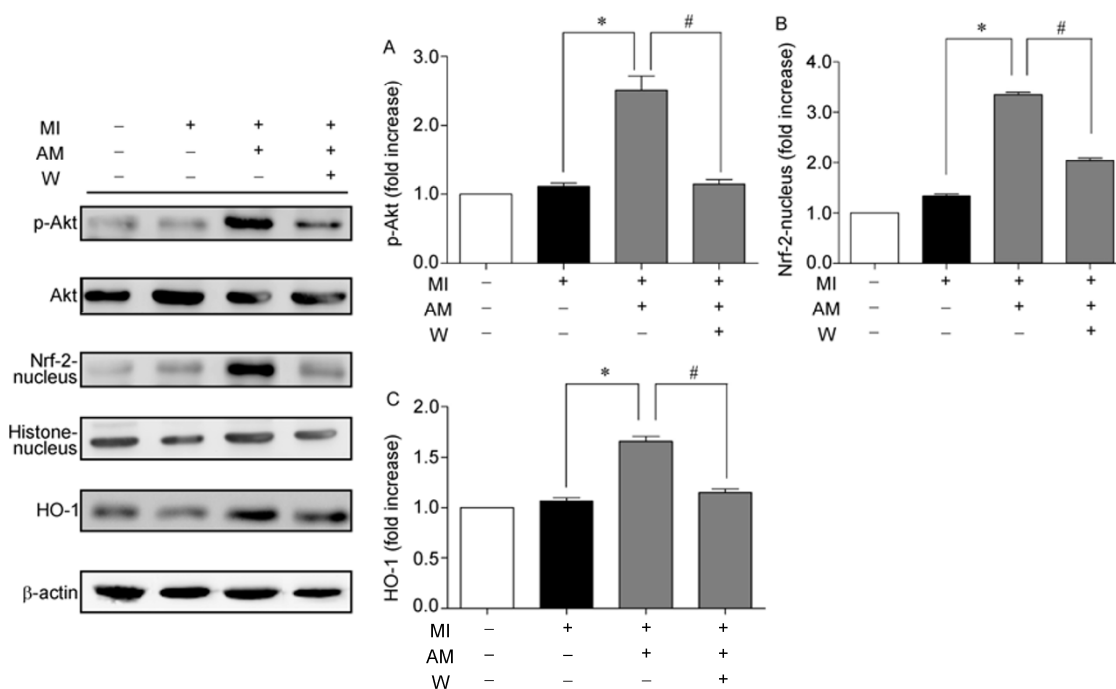 MI – + + +
AM – – + +
W – – – +
p-Akt
Akt
Nrf-2-
nucleus
Histone-
nucleus
HO-1
β-actin
A
* #
p-Akt (fold increase)
3.0
2.0
1.0
0.0
MI – + + +
AM – – + +
W – – – +
B
* #
Nrf-2-nucleus (fold increase)
4.0
3.0
2.0
1.0
0.0
MI – + + +
AM – – + +
W – – – +
C
* #
HO-1 (fold increase)
2.0
1.5
1.0
0.5
0.0
MI – + + +
AM – – + +
W – – – +